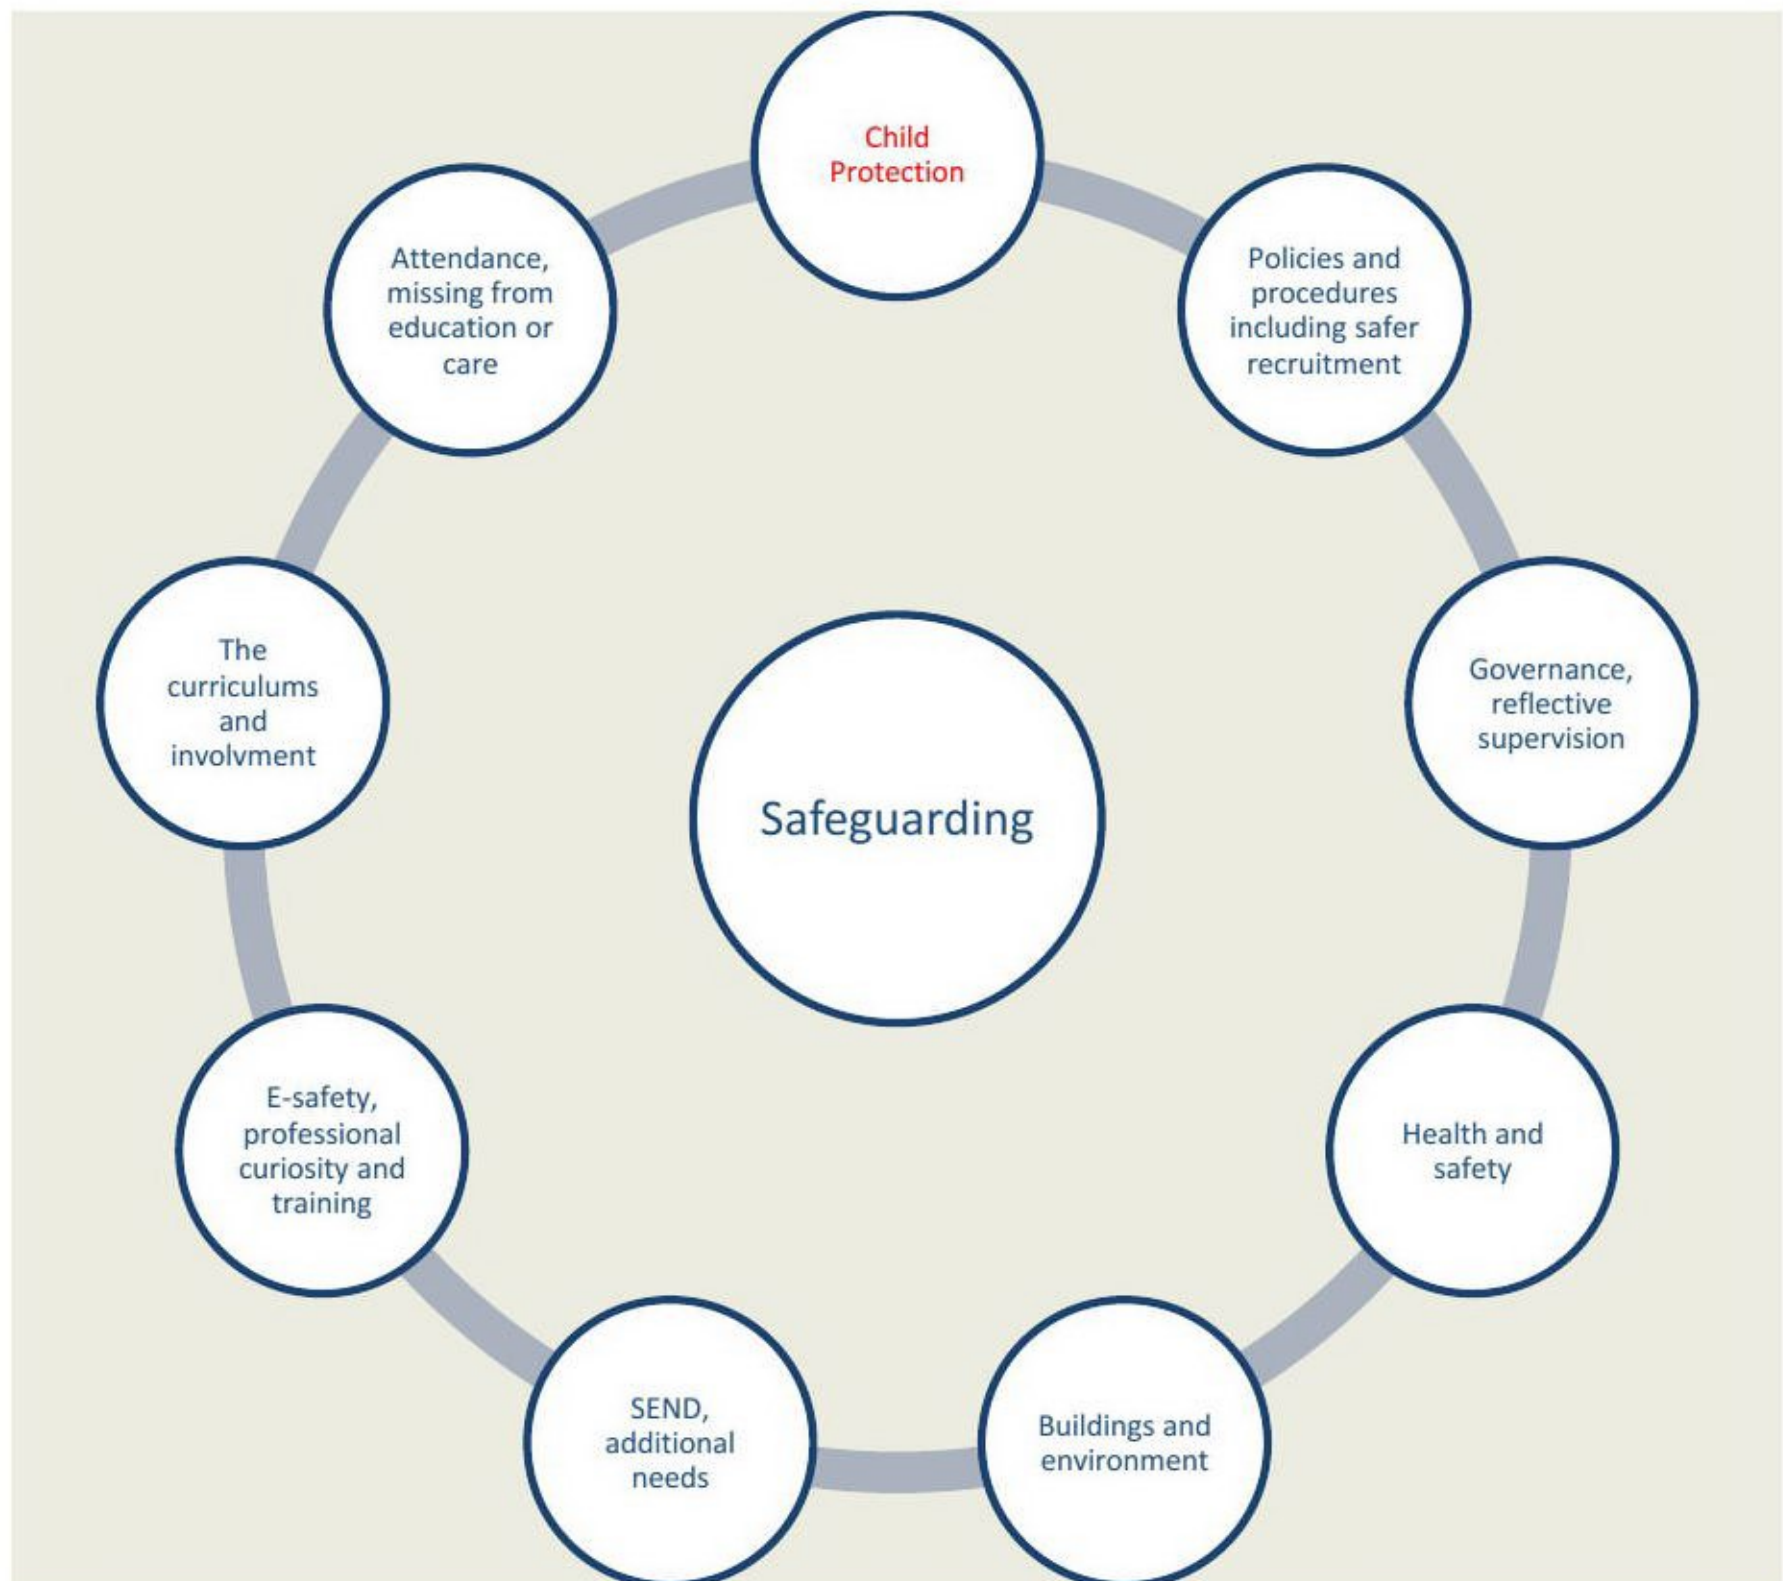 Child
Protection
Policies and
procedures
including safer
recruitment
Governance,
reflective
supervision
Health and
safety
Buildings and
environment
SEND,
additional
needs
E-safety,
professional
curiosity and
training
The
curriculums
and
involvment
Attendance,
missing from
education or
care
Safeguarding